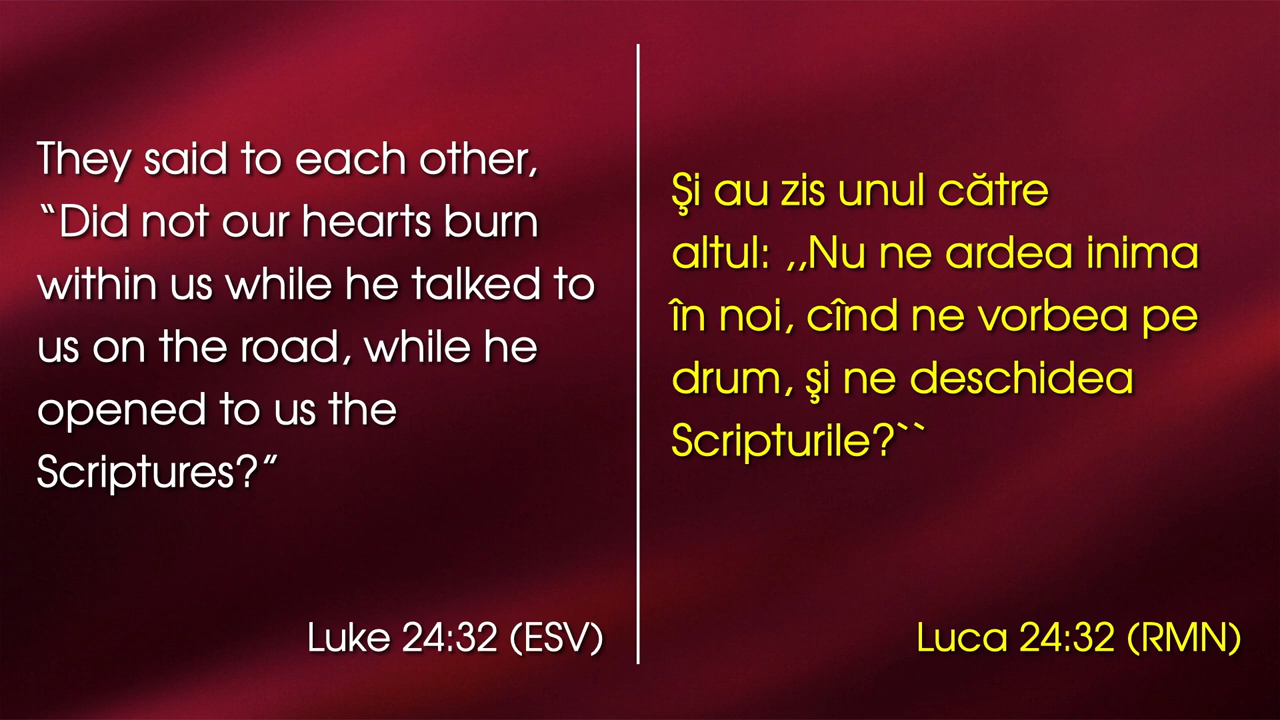 They said to each other,
“Did not our hearts burn
within us while he talked to
us on the road, while he
opened to us the
Scriptures?”
Luke 24:32 (ESV)
Şi au zis unul către
altul: ,,Nu ne ardea inima
în noi, cînd ne vorbea pe
drum, şi ne deschidea
Scripturile?``
Luca 24:32 (RMN)